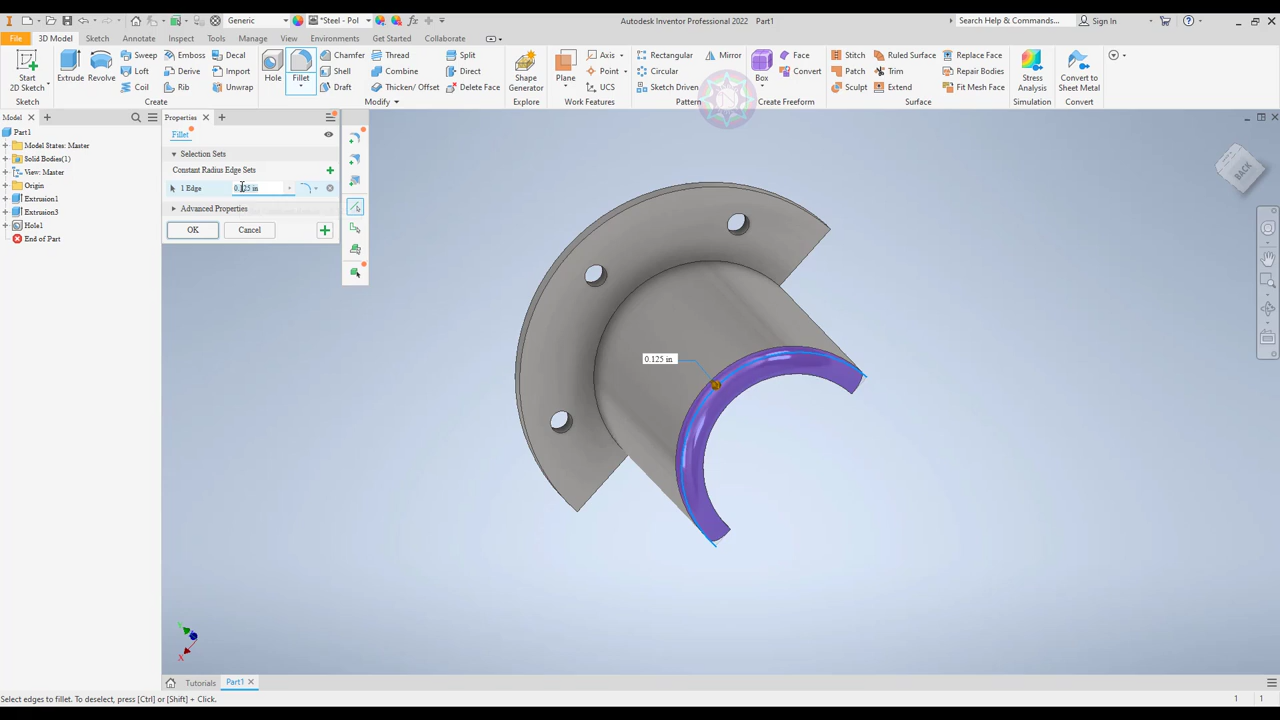 Generic
*Steel - Pol
Autodesk Inventor Professional 2022 Part1
Search Help & Commands...
Sign In
File
3D Model
Sketch
Annotate
Inspect
Tools
Manage
View
Environments
Get Started
Collaborate
Start
2D Sketch
Extrude
Revolve
Sweep
Loft
Coil
Emboss
Derive
Rib
Decal
Import
Unwrap
Hole
Fillet
Chamfer
Shell
Draft
Thread
Combine
Thicken/ Offset
Split
Direct
Delete Face
Shape
Generator
Plane
Axis
Point
UCS
Rectangular
Circular
Sketch Driven
Mirror
Box
Face
Convert
Stitch
Patch
Sculpt
Ruled Surface
Trim
Extend
Replace Face
Repair Bodies
Fit Mesh Face
Stress
Analysis
Convert to
Sheet Metal
Sketch
Create
Modify
Explore
Work Features
Pattern
Create Freeform
Surface
Simulation
Convert
Model
Part1
Model States: Master
Solid Bodies(1)
View: Master
Origin
Extrusion1
Extrusion3
Hole1
End of Part
Properties
Fillet
Selection Sets
Constant Radius Edge Sets
1 Edge
0.125 in
Advanced Properties
OK
Cancel
0.125 in
BACK
Y
X
Tutorials
Part1
Select edges to fillet. To deselect, press [Ctrl] or [Shift] + Click.
1
1